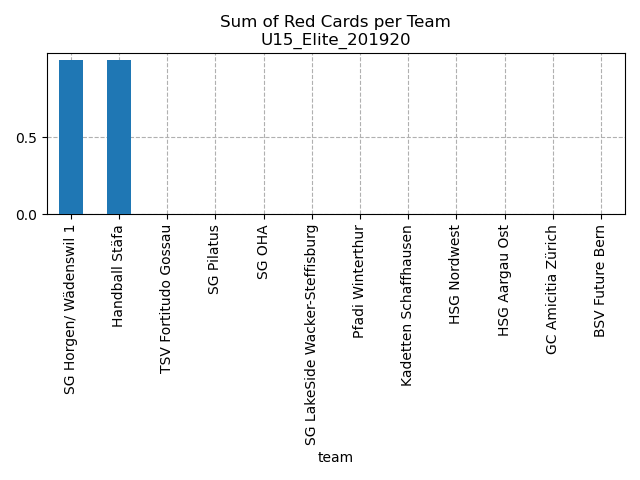 Sum of Red Cards per Team
U15_Elite_201920
0.5
0.0
SG Horgen/ Wädenswil 1
Handball Stäfa
TSV Fortitudo Gossau
SG Pilatus
SG OHA
SG LakeSide Wacker-Steffisburg
Pfadi Winterthur
Kadetten Schaffhausen
HSG Nordwest
HSG Aargau Ost
GC Amicitia Zürich
BSV Future Bern
team